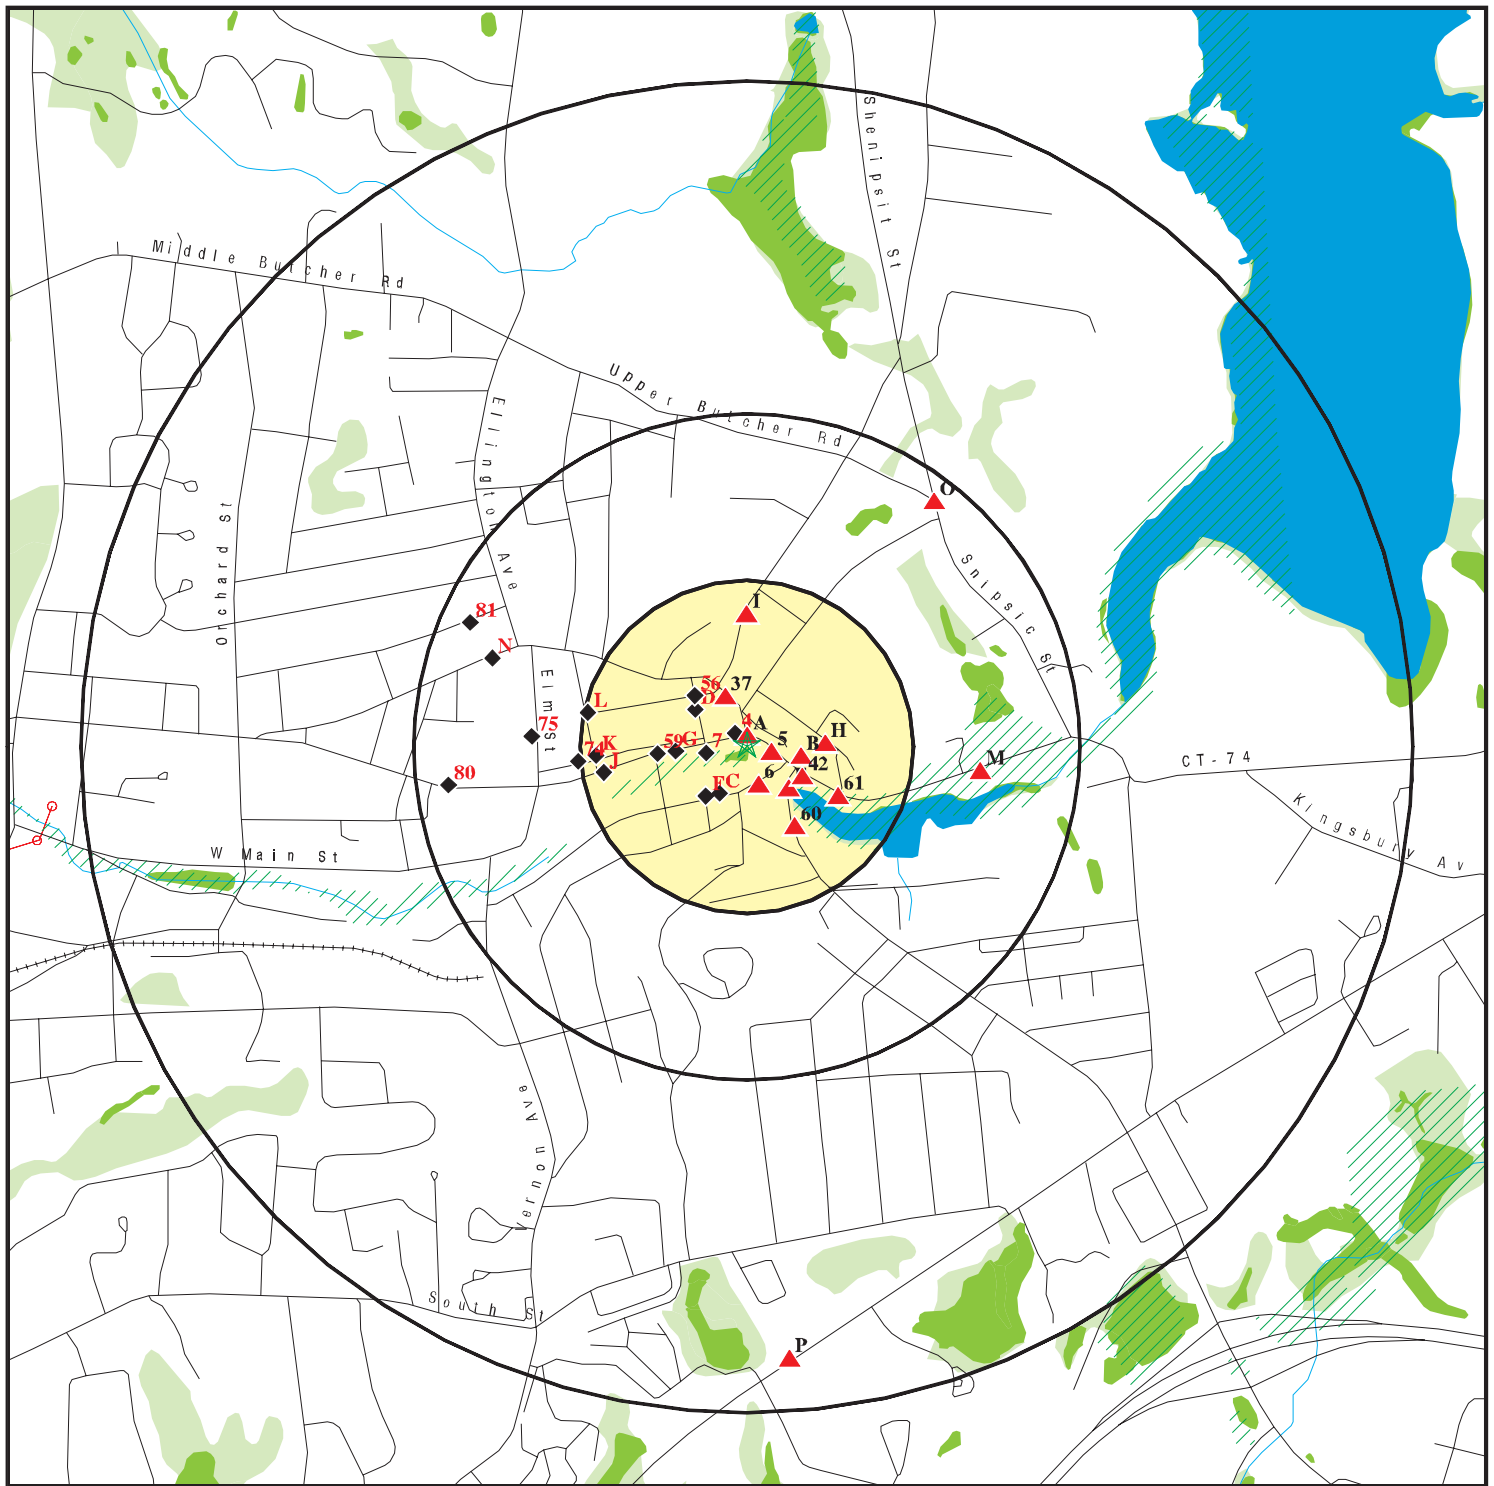 Shenipsit St
Middle Butcher Rd
Upper Butcher Rd
Ellington Ave
O
Orchard St
Snipsic St
81
I
N
Elm St
56
37
D
L
4
A
75
5
H
74
K
59
G
7
B
M
CT-74
J
42
80
6
61
F
C
60
Kingsbury Av
W Main St
Vernon Ave
South St
P